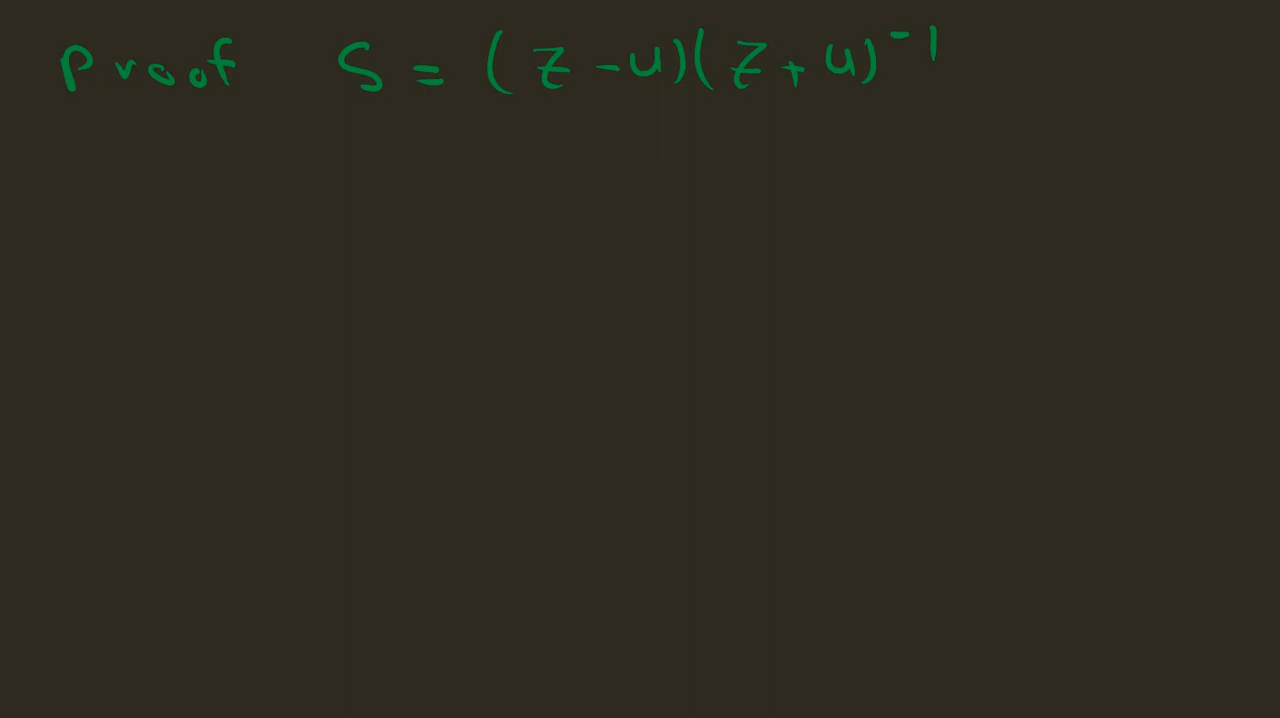 Proof S = (Z - U)(Z + U)⁻¹